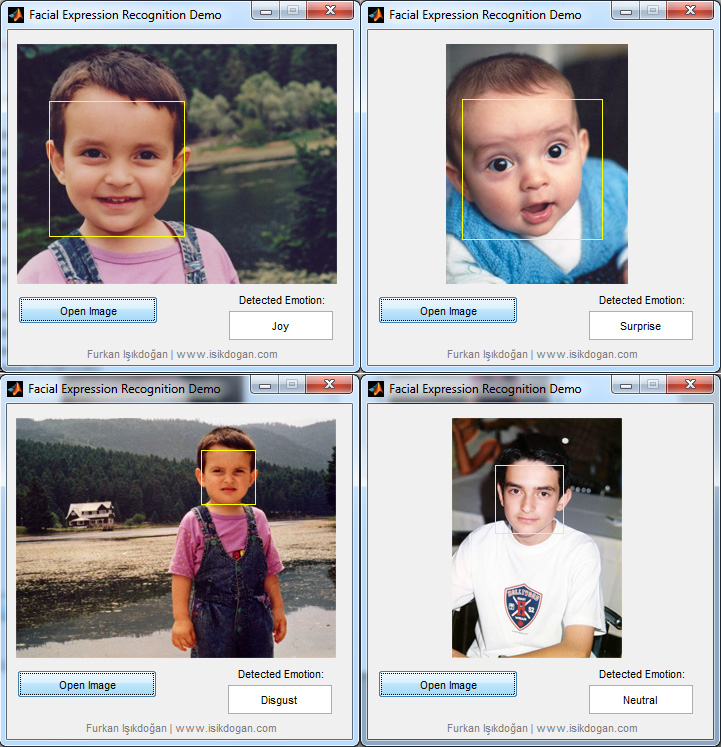 Facial Expression Recognition Demo
Detected Emotion:
Open Image
Joy
Furkan Işıkdoğan | www.isikdogan.com
Facial Expression Recognition Demo
Detected Emotion:
Open Image
Surprise
Furkan Işıkdoğan | www.isikdogan.com
Facial Expression Recognition Demo
Detected Emotion:
Open Image
Disgust
Furkan Işıkdoğan | www.isikdogan.com
Facial Expression Recognition Demo
Detected Emotion:
Open Image
Neutral
Furkan Işıkdoğan | www.isikdogan.com